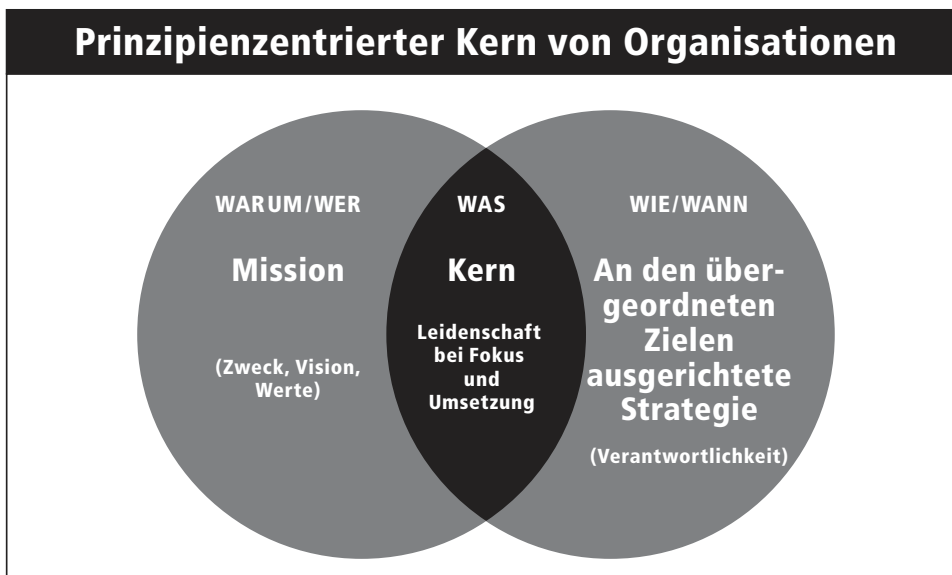 Prinzipienzentrierter Kern von Organisationen
WARUM/WER
Mission
(Zweck, Vision,
Werte)
WAS
Kern
Leidenschaft
bei Fokus
und
Umsetzung
WIE/WANN
An den über-
geordneten
Zielen
ausgerichtete
Strategie
(Verantwortlichkeit)